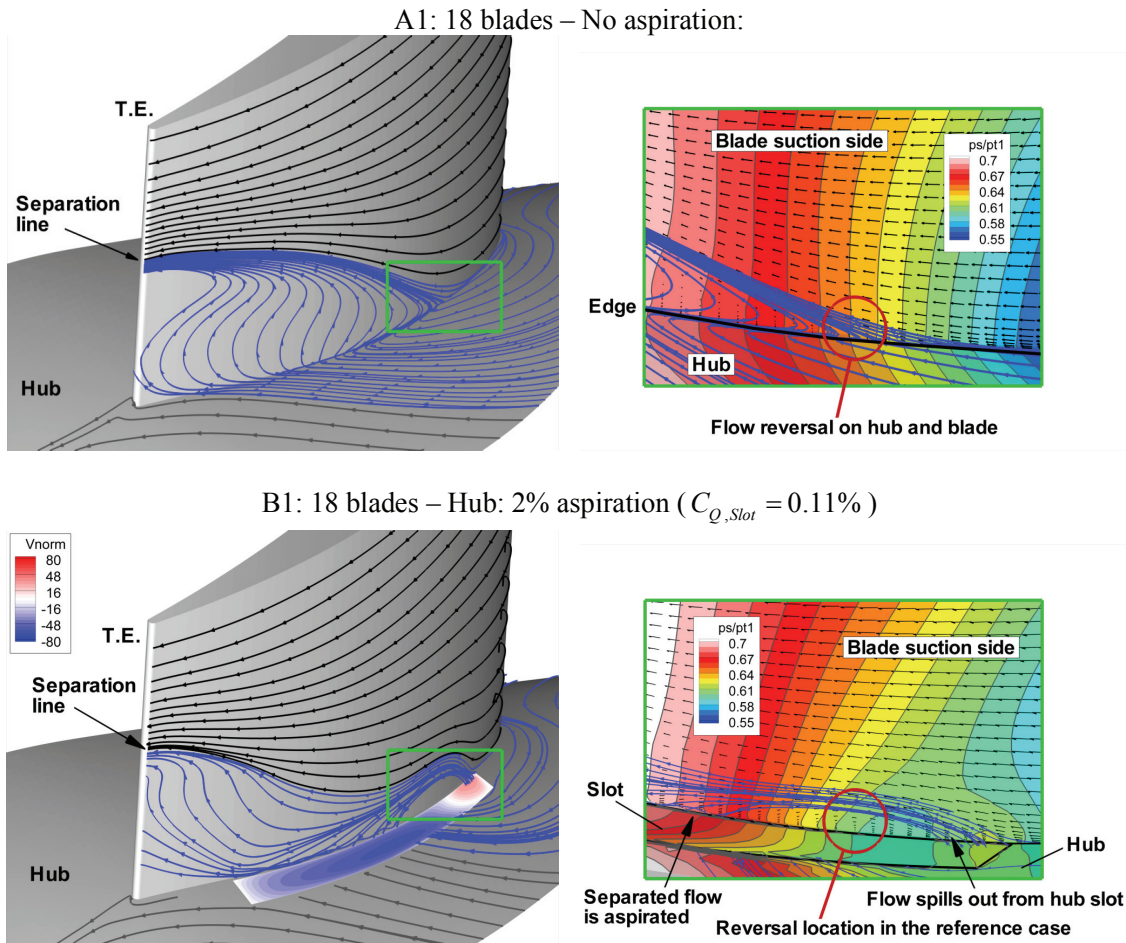 A1: 18 blades – No aspiration:
T.E.
Separation
line
Hub
Blade suction side
ps/pt1
0.7
0.67
0.64
0.61
0.58
0.55
Edge
Hub
Flow reversal on hub and blade
B1: 18 blades – Hub: 2% aspiration ( C_{Q,Slot} = 0.11% )
Vnorm
80
48
16
-16
-48
-80
T.E.
Separation
line
Hub
ps/pt1
0.7
0.67
0.64
0.61
0.58
0.55
Blade suction side
Slot
Hub
Separated flow
is aspirated
Flow spills out from hub slot
Reversal location in the reference case